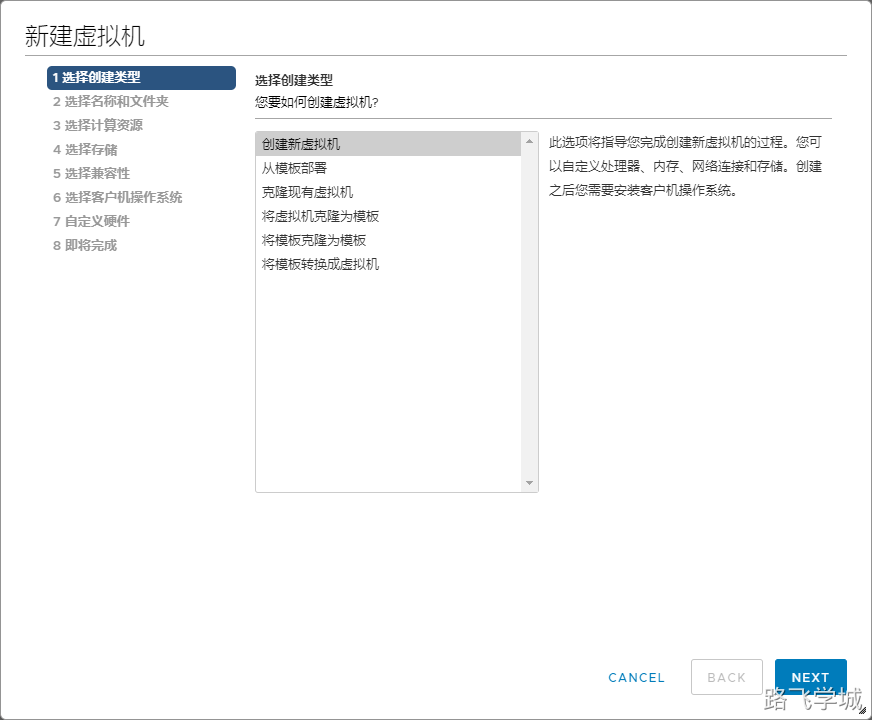 新建虚拟机
1 选择创建类型
2 选择名称和文件夹
3 选择计算资源
4 选择存储
5 选择兼容性
6 选择客户机操作系统
7 自定义硬件
8 即将完成
选择创建类型
您要如何创建虚拟机?
创建新虚拟机
从模板部署
克隆现有虚拟机
将虚拟机克隆为模板
将模板克隆为模板
将模板转换成虚拟机
此选项将指导您完成创建新虚拟机的过程。您可
以自定义处理器、内存、网络连接和存储。创建
之后您需要安装客户机操作系统。
CANCEL
BACK
NEXT
路飞学城